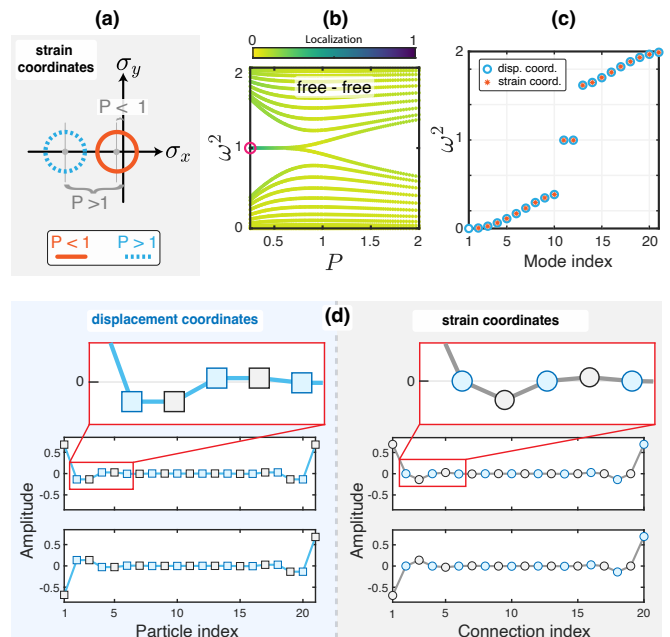 (a)
strain
coordinates
σy
P < 1
σx
P >1
P < 1
P > 1
(b)
Localization
0
1
free - free
ω²
2
1
0
0.5
1
1.5
2
P
(c)
disp. coord.
strain coord.
ω²
2
1
0
1
5
10
15
20
Mode index
(d)
displacement coordinates
strain coordinates
0
0
0.5
0
-0.5
0.5
0
-0.5
0.5
0
-0.5
0.5
0
-0.5
Amplitude
Amplitude
1
5
10
15
20
Particle index
1
5
10
15
20
Connection index